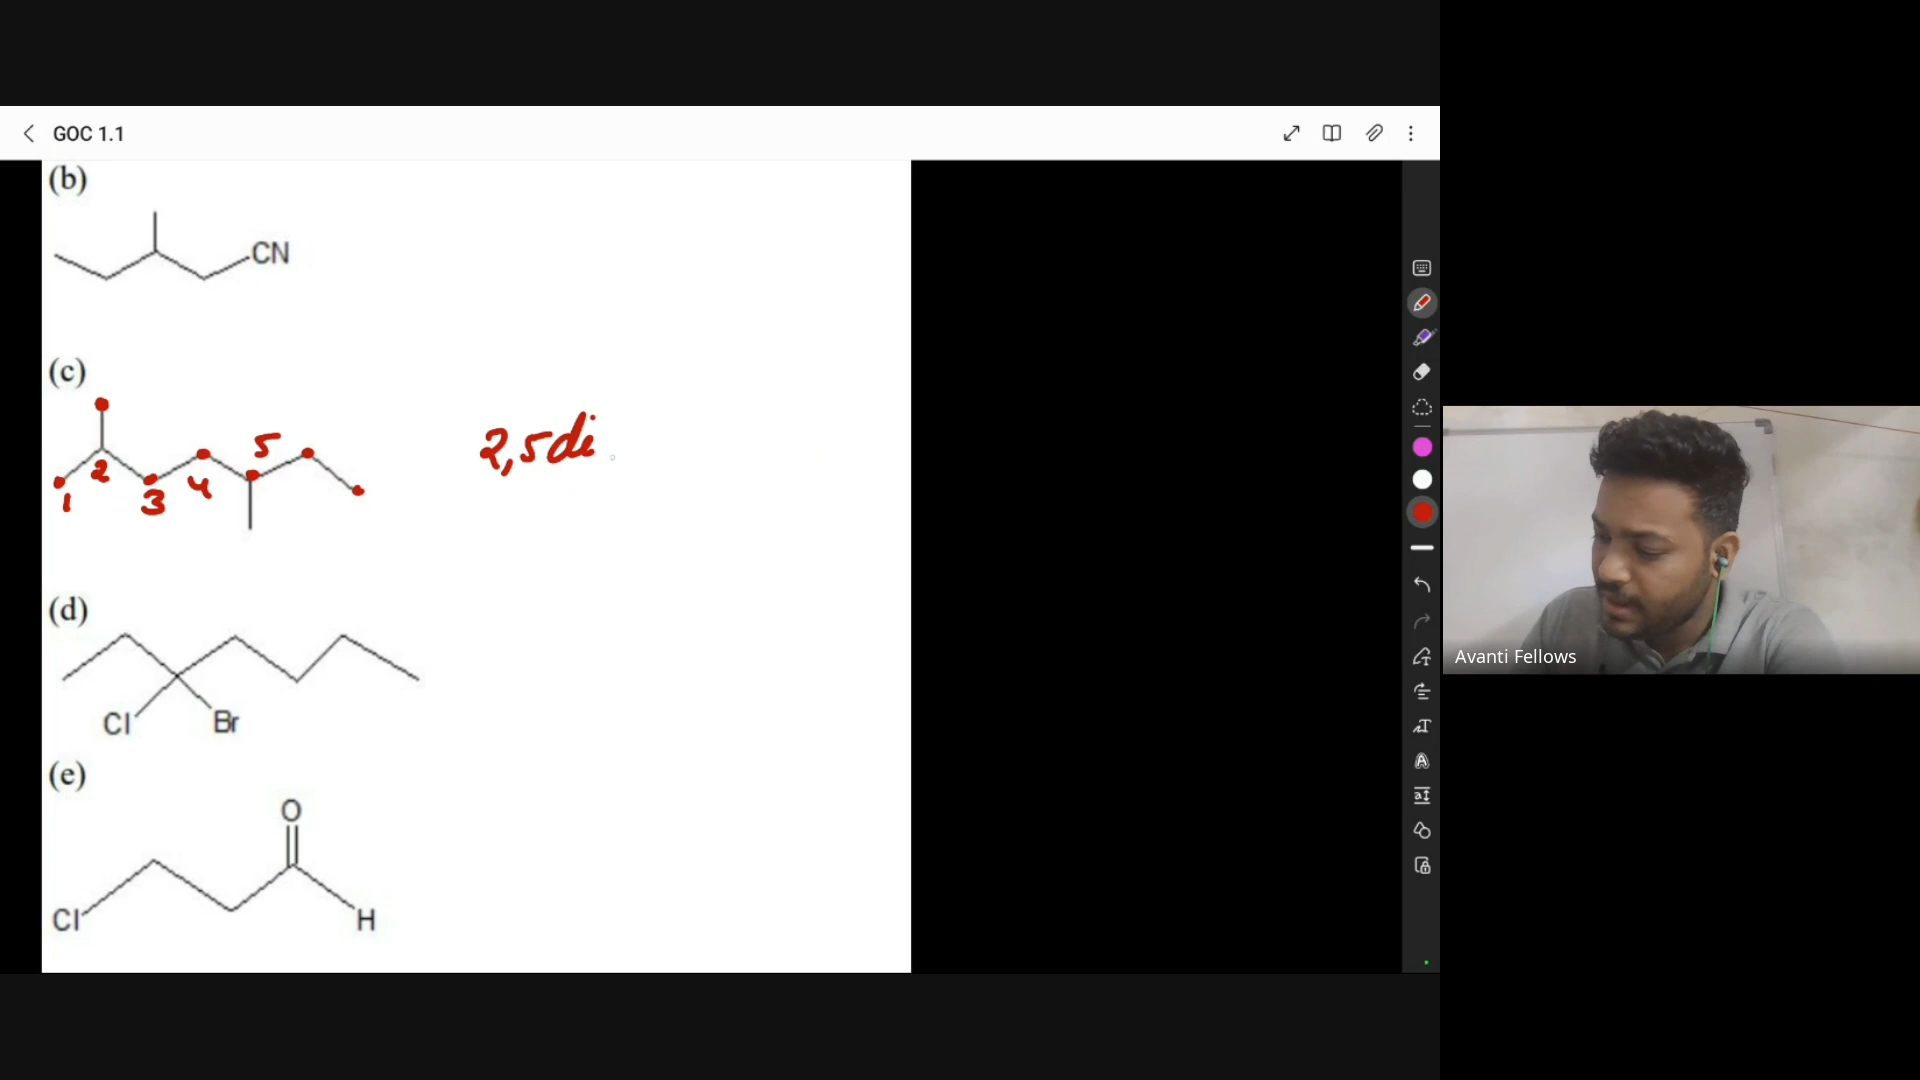 GOC 1.1
(b)
CN
(c)
1 2 3 4 5
2,5di
(d)
Cl Br
(e)
O
Cl H
Avanti Fellows